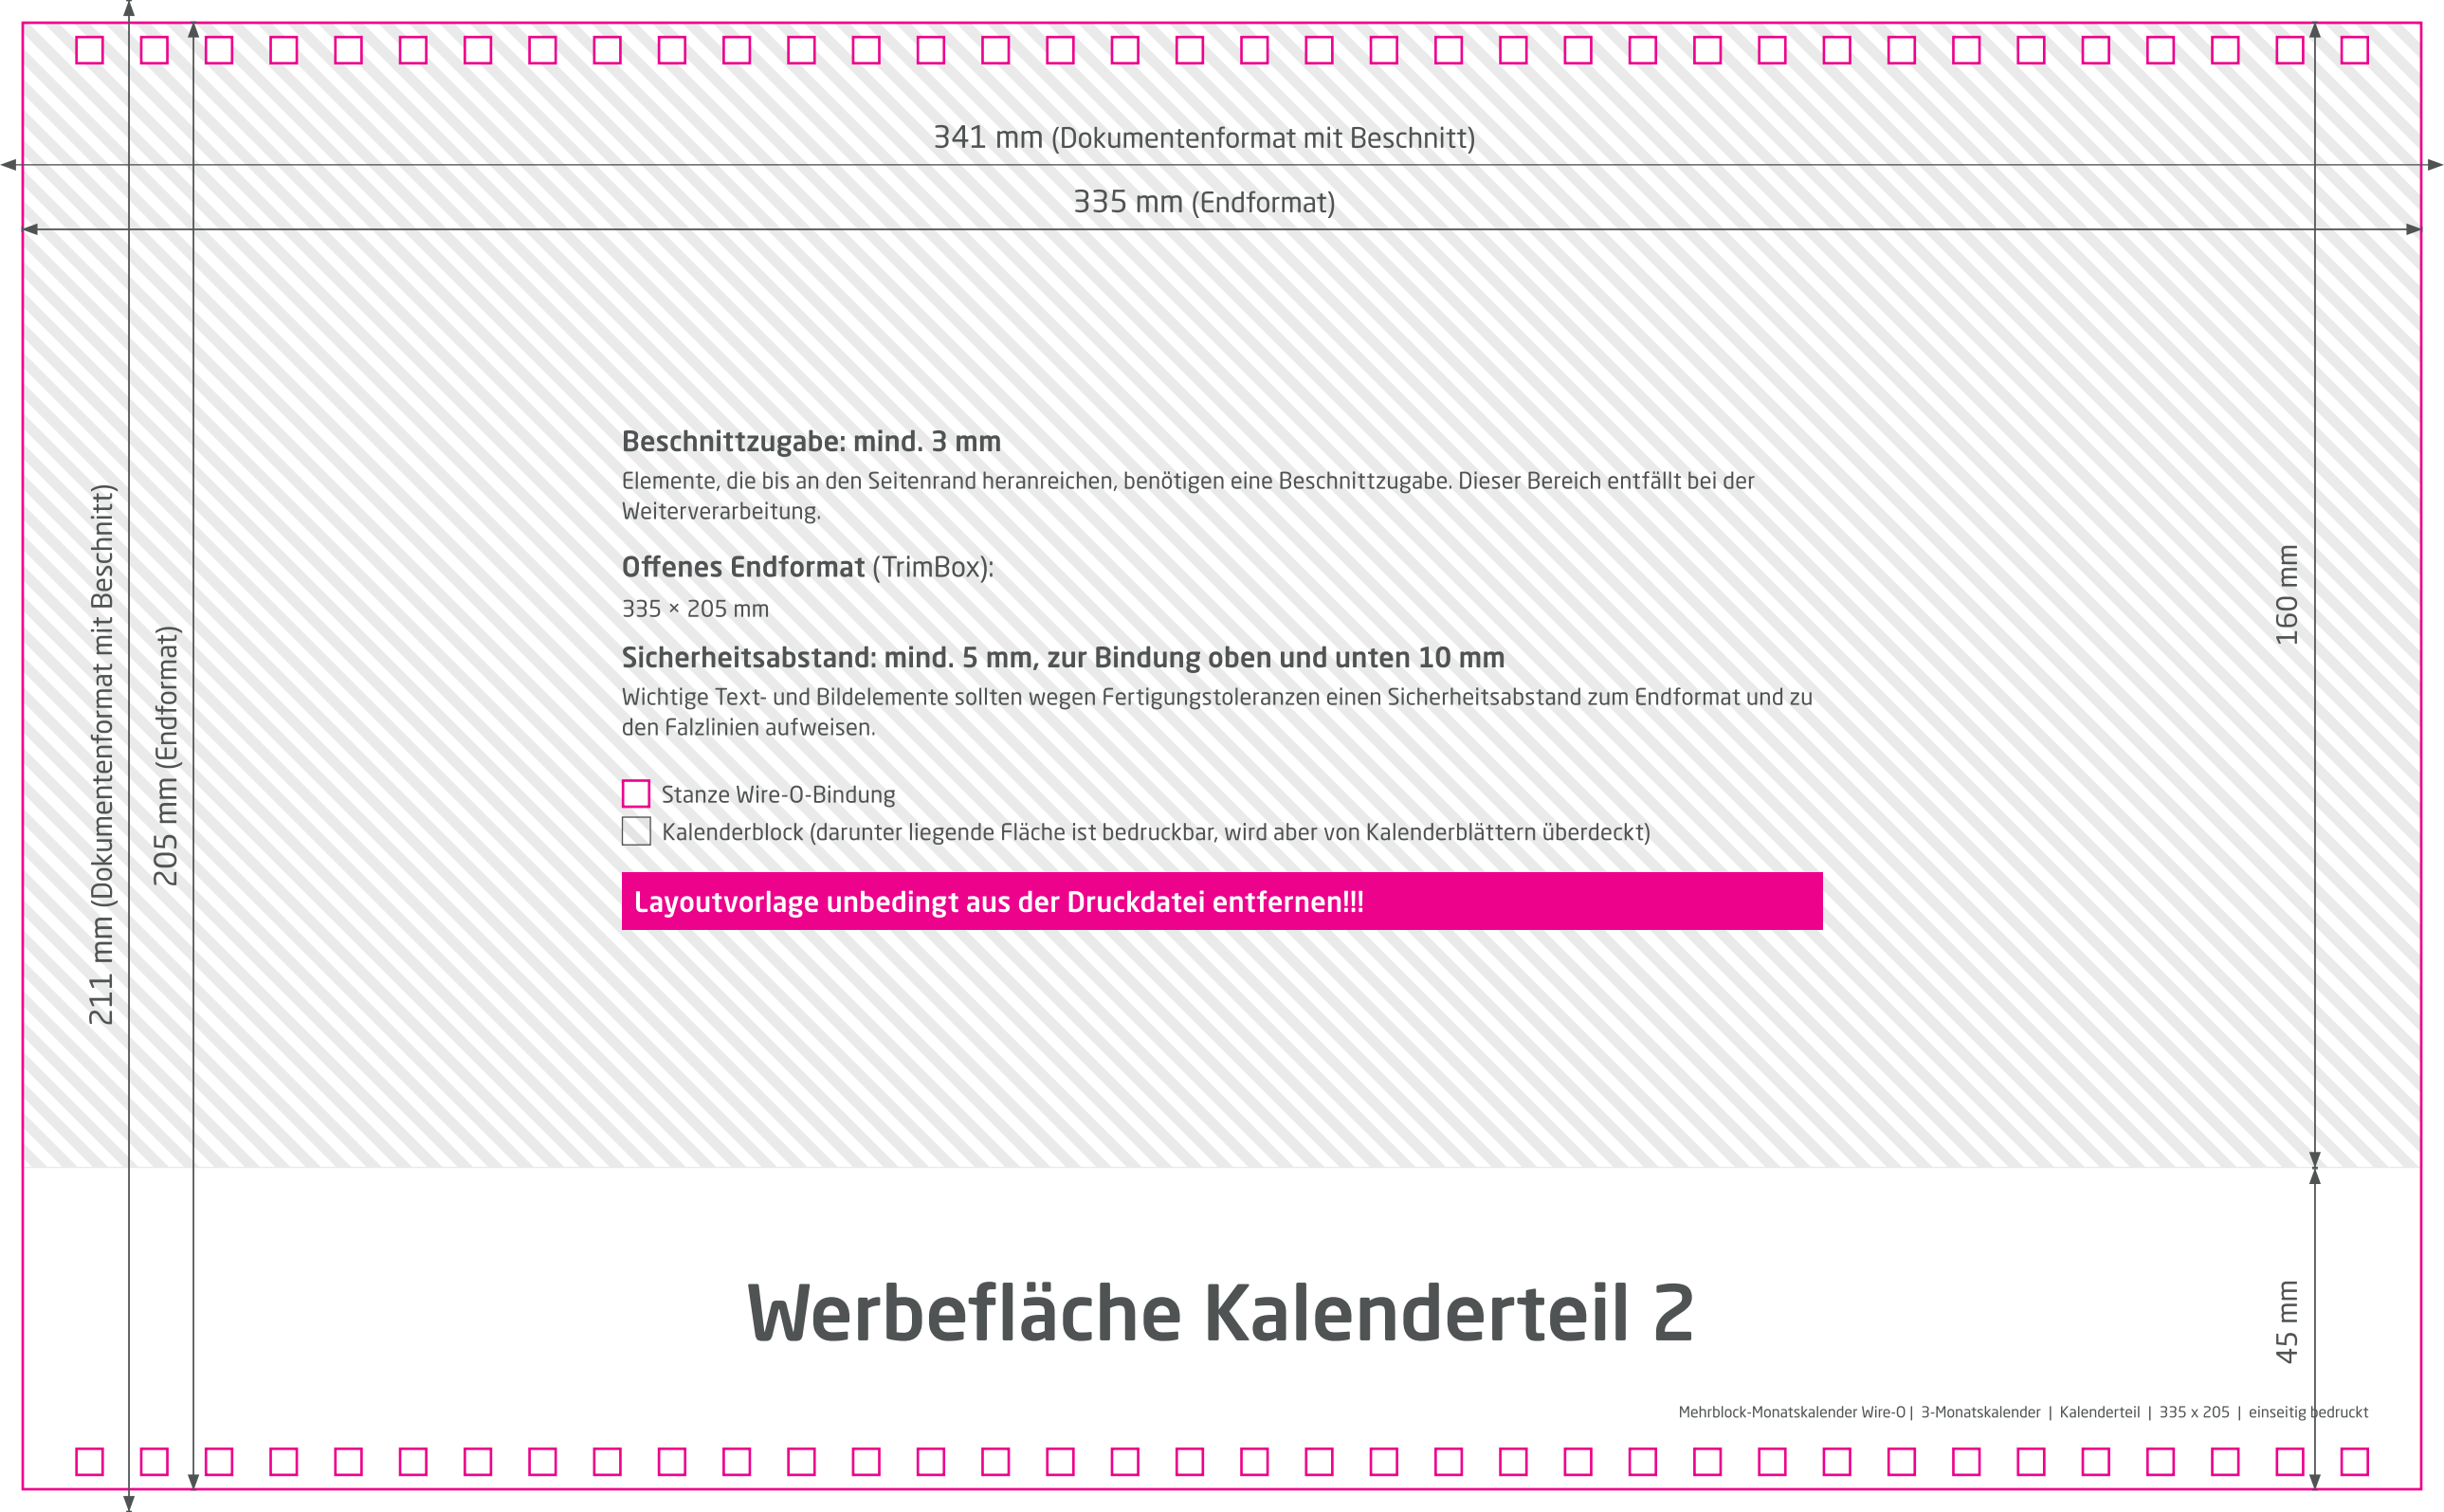 341 mm (Dokumentenformat mit Beschnitt)
335 mm (Endformat)
211 mm (Dokumentenformat mit Beschnitt)
205 mm (Endformat)
160 mm
Beschnittzugabe: mind. 3 mm
Elemente, die bis an den Seitenrand heranreichen, benötigen eine Beschnittzugabe. Dieser Bereich entfällt bei der
Weiterverarbeitung.
Offenes Endformat (TrimBox):
335 × 205 mm
Sicherheitsabstand: mind. 5 mm, zur Bindung oben und unten 10 mm
Wichtige Text- und Bildelemente sollten wegen Fertigungstoleranzen einen Sicherheitsabstand zum Endformat und zu
den Falzlinien aufweisen.
Stanze Wire-O-Bindung
Kalenderblock (darunter liegende Fläche ist bedruckbar, wird aber von Kalenderblättern überdeckt)
Layoutvorlage unbedingt aus der Druckdatei entfernen!!!
Werbefläche Kalenderteil 2
45 mm
Mehrblock-Monatskalender Wire-O | 3-Monatskalender | Kalenderteil | 335 x 205 | einseitig bedruckt